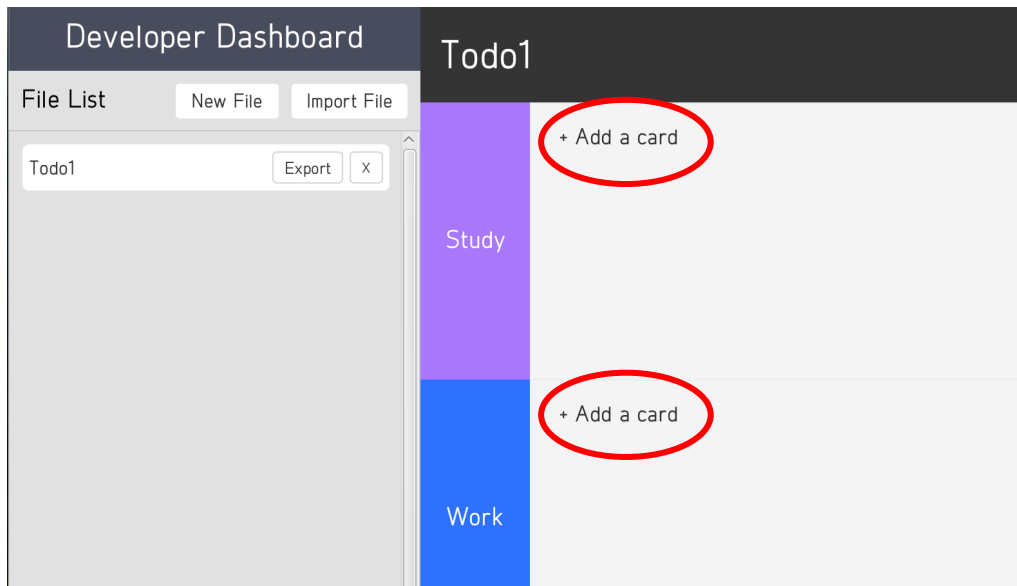 Developer Dashboard
File List
New File
Import File
Todo1
Export
X
Todo1
+ Add a card
Study
+ Add a card
Work